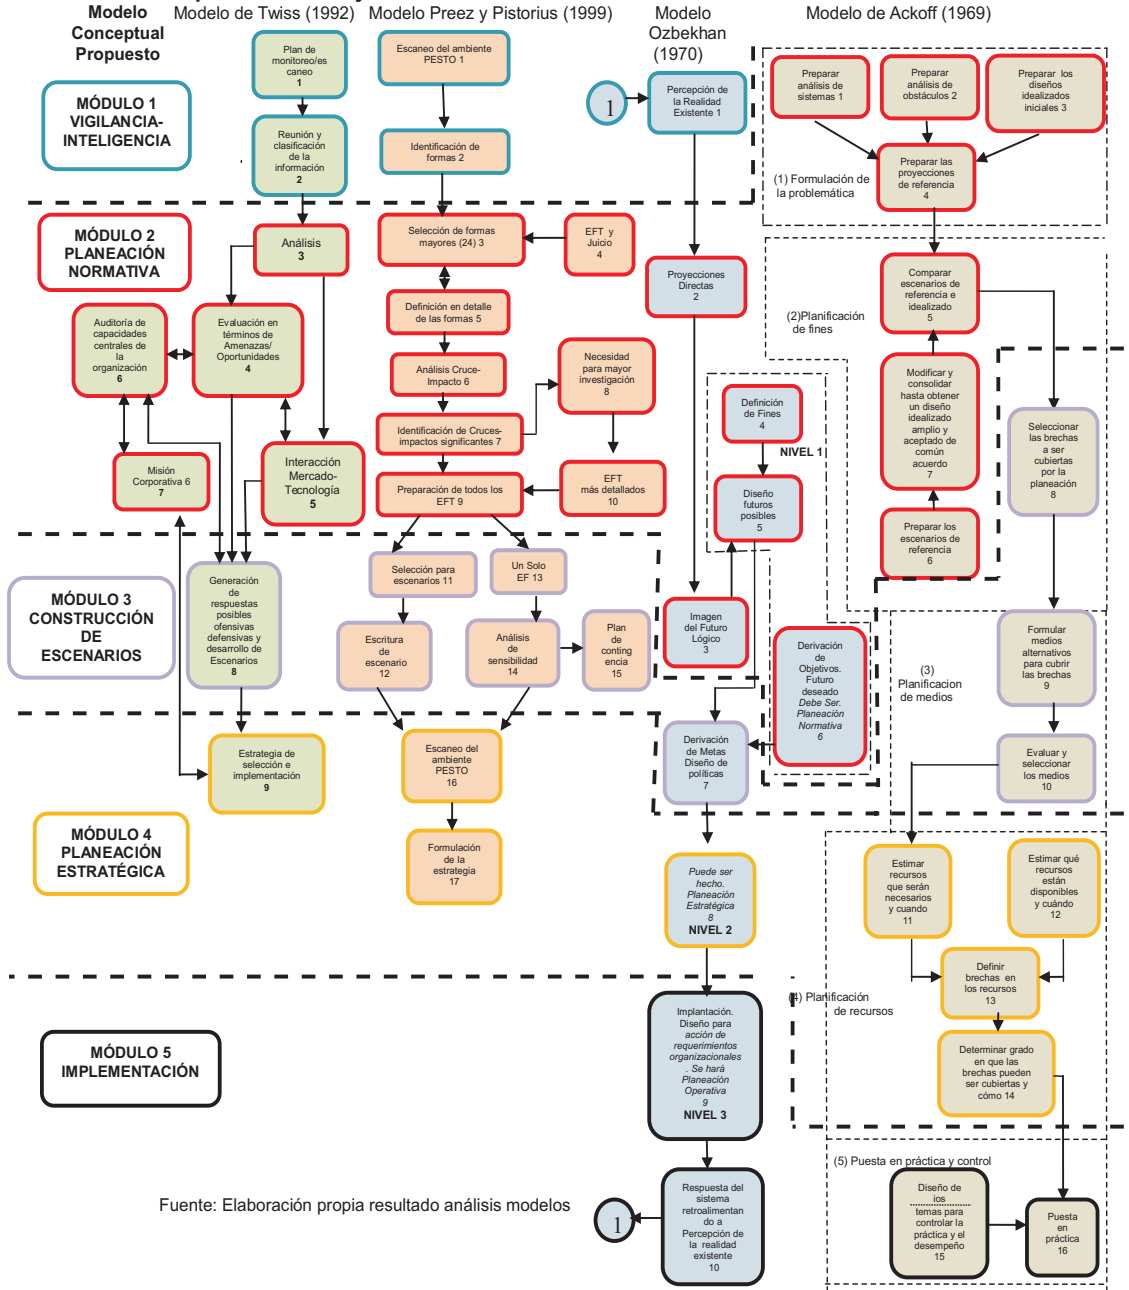 Modelo
Conceptual
Propuesto
Modelo de Twiss (1992)
Modelo Preez y Pistorius (1999)
Modelo
Ozbekhan
(1970)
Modelo de Ackoff (1969)
MÓDULO 1
VIGILANCIA-
INTELIGENCIA
MÓDULO 2
PLANEACIÓN
NORMATIVA
MÓDULO 3
CONSTRUCCIÓN
DE
ESCENARIOS
MÓDULO 4
PLANEACIÓN
ESTRATÉGICA
MÓDULO 5
IMPLEMENTACIÓN
Plan de
monitoreo/es
caneo
1
Reunión y
clasificación
de la
información
2
Análisis
3
Auditoría de
capacidades
centrales de
la
organización
6
Evaluación en
términos de
Amenazas/
Oportunidades
4
Misión
Corporativa 6
7
Interacción
Mercado-
Tecnología
5
Generación
de
respuestas
posibles
ofensivas
defensivas y
desarrollo de
Escenarios
8
Estrategia de
selección e
implementación
9
Escaneo del ambiente
PESTO 1
Identificación de
formas 2
Selección de formas
mayores (24) 3
EFT y
Juicio
4
Definición en detalle
de las formas 5
Análisis Cruce-
Impacto 6
Necesidad
para mayor
investigación
8
Identificación de Cruces-
impactos significantes 7
Preparación de todos los
EFT 9
EFT
más detallados
10
Selección para
escenarios 11
Un Solo
EF 13
Escritura
de
escenario
12
Análisis
de
sensibilidad
14
Plan
de
conting
encia
15
Escaneo del
ambiente
PESTO
16
Formulación
de la
estrategia
17
1
Percepción de
la Realidad
Existente 1
Proyecciones
Directas
2
Definición
de Fines
4
NIVEL 1
Diseño
futuros
posibles
5
Imagen
del Futuro
Lógico
3
Derivación
de
Objetivos.
Futuro
deseado
Debe Ser.
Planeación
Normativa
6
Derivación
de Metas
Diseño de
políticas
7
Puede ser
hecho.
Planeación
Estratégica
8
NIVEL 2
Implantación.
Diseño para
acción de
requerimientos
organizacionales
. Se hará
Planeación
Operativa
9
NIVEL 3
Respuesta del
sistema
retroalimentan
do a
Percepción de
la realidad
existente
10
1
Preparar
análisis de
sistemas 1
Preparar
análisis de
obstáculos 2
Preparar los
diseños
idealizados
iniciales 3
(1) Formulación de
la problemática
Preparar las
proyecciones
de referencia
4
(2)Planificación
de fines
Comparar
escenarios de
referencia e
idealizado
5
Modificar y
consolidar
hasta obtener
un diseño
idealizado
amplio y
aceptado de
común
acuerdo
7
Preparar los
escenarios de
referencia
6
Seleccionar
las brechas
a ser
cubiertas
por la
planeación
8
(3)
Planificacion
de medios
Formular
medios
alternativos
para cubrir
las brechas
9
Evaluar y
seleccionar
los medios
10
Estimar
recursos
que serán
necesarios
y cuando
11
Estimar qué
recursos
están
disponibles
y cuándo
12
Definir
brechas en
los recursos
13
(4) Planificación
de recursos
Determinar grado
en que las
brechas pueden
ser cubiertas y
cómo 14
(5) Puesta en práctica y control
Diseño de
ios
temas para
controlar la
práctica y el
desempeño
15
Puesta
en
práctica
16
Fuente: Elaboración propia resultado análisis modelos